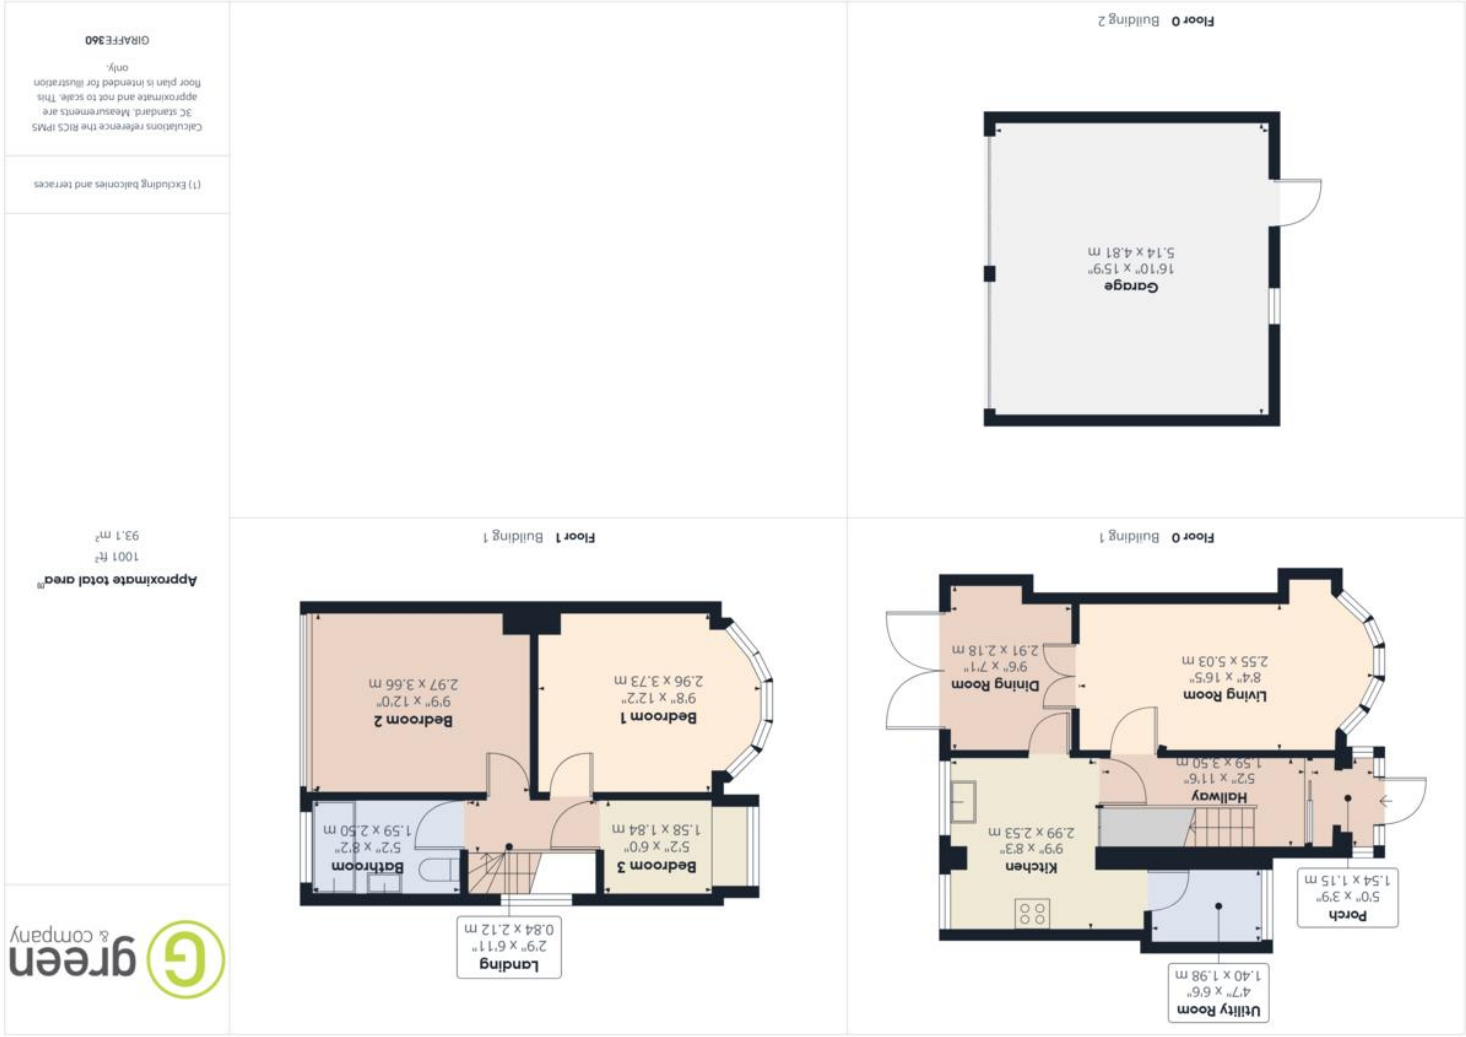 green
& company
Approximate total area(1)
1001 ft²
93.1 m²
(1) Excluding balconies and terraces
Calculations reference the RICS IPMS
3C standard. Measurements are
approximate and not to scale. This
floor plan is intended for illustration
only.
GIRAFFE360
Utility Room
4'7" x 6'6"
1.40 x 1.98 m
Porch
5'0" x 3'9"
1.54 x 1.15 m
Kitchen
9'9" x 8'3"
2.99 x 2.53 m
Hallway
5'2" x 11'6"
1.59 x 3.50 m
Living Room
8'4" x 16'5"
2.55 x 5.03 m
Dining Room
9'6" x 7'1"
2.91 x 2.18 m
Floor 0 Building 1
Landing
2'9" x 6'11"
0.84 x 2.12 m
Bedroom 3
5'2" x 6'0"
1.58 x 1.84 m
Bathroom
5'2" x 8'2"
1.59 x 2.50 m
Bedroom 1
9'8" x 12'2"
2.96 x 3.73 m
Bedroom 2
9'9" x 12'0"
2.97 x 3.66 m
Floor 1 Building 1
Garage
16'10" x 15'9"
5.14 x 4.81 m
Floor 0 Building 2